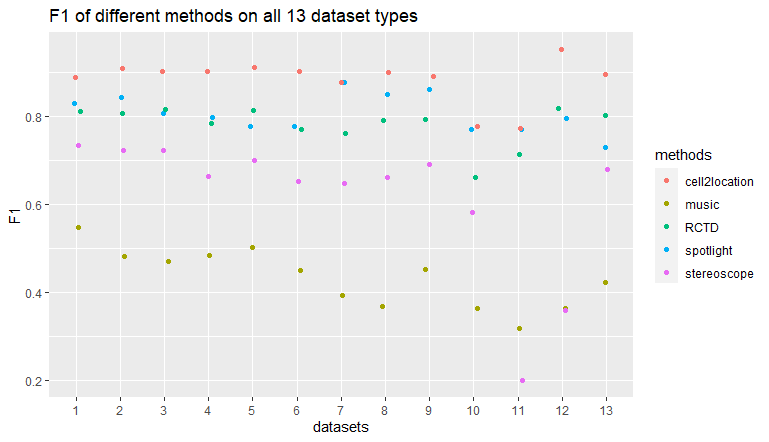 F1 of different methods on all 13 dataset types
F1
0.8
0.6
0.4
0.2
1 2 3 4 5 6 7 8 9 10 11 12 13
datasets
methods
cell2location
music
RCTD
spotlight
stereoscope